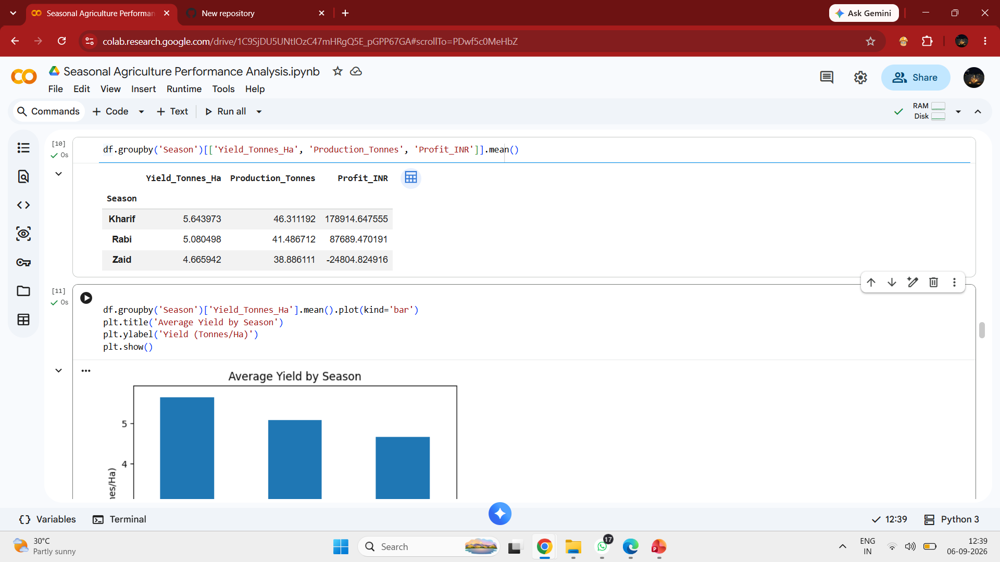 Seasonal Agriculture Performan
New repository
Ask Gemini
colab.research.google.com/drive/1C9SjDU5UNtIOzC47mHRgQ5E_pGPP67GA#scrollTo=PDwf5c0MeHbZ
Seasonal Agriculture Performance Analysis.ipynb
File Edit View Insert Runtime Tools Help
Share
Commands + Code + Text Run all
RAM
Disk
[10]
0s
df.groupby('Season')[['Yield_Tonnes_Ha', 'Production_Tonnes', 'Profit_INR']].mean()
Yield_Tonnes_Ha Production_Tonnes Profit_INR
Season
Kharif 5.643973 46.311192 178914.647555
Rabi 5.080498 41.486712 87689.470191
Zaid 4.665942 38.886111 -24804.824916
[11]
0s
df.groupby('Season')['Yield_Tonnes_Ha'].mean().plot(kind='bar')
plt.title('Average Yield by Season')
plt.ylabel('Yield (Tonnes/Ha)')
plt.show()
Average Yield by Season
5
4
nes/Ha)
{} Variables Terminal
12:39 Python 3
30°C
Partly sunny
Search
17
P
ENG
IN
12:39
06-09-2026